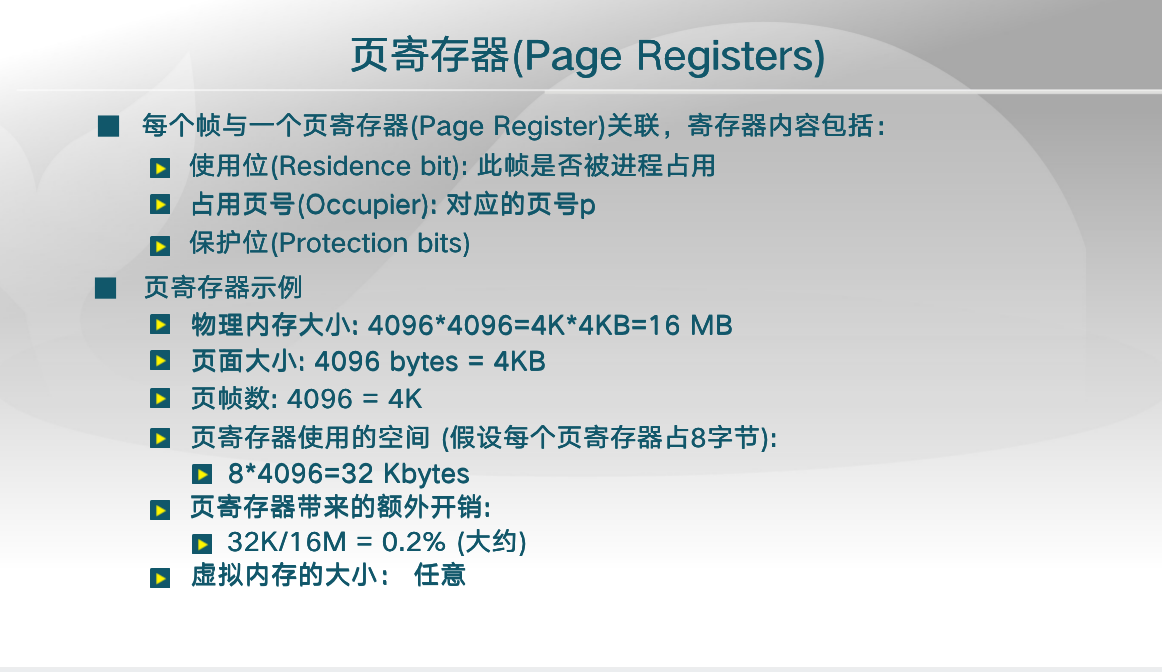 页寄存器(Page Registers)
每个帧与一个页寄存器(Page Register)关联，寄存器内容包括：
使用位(Residence bit): 此帧是否被进程占用
占用页号(Occupier): 对应的页号p
保护位(Protection bits)
页寄存器示例
物理内存大小: 4096*4096=4K*4KB=16 MB
页面大小: 4096 bytes = 4KB
页帧数: 4096 = 4K
页寄存器使用的空间 (假设每个页寄存器占8字节):
8*4096=32 Kbytes
页寄存器带来的额外开销:
32K/16M = 0.2% (大约)
虚拟内存的大小： 任意